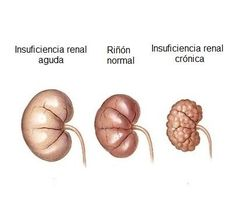 Insuficiencia renal
aguda
Riñón
normal
Insuficiencia renal
crónica